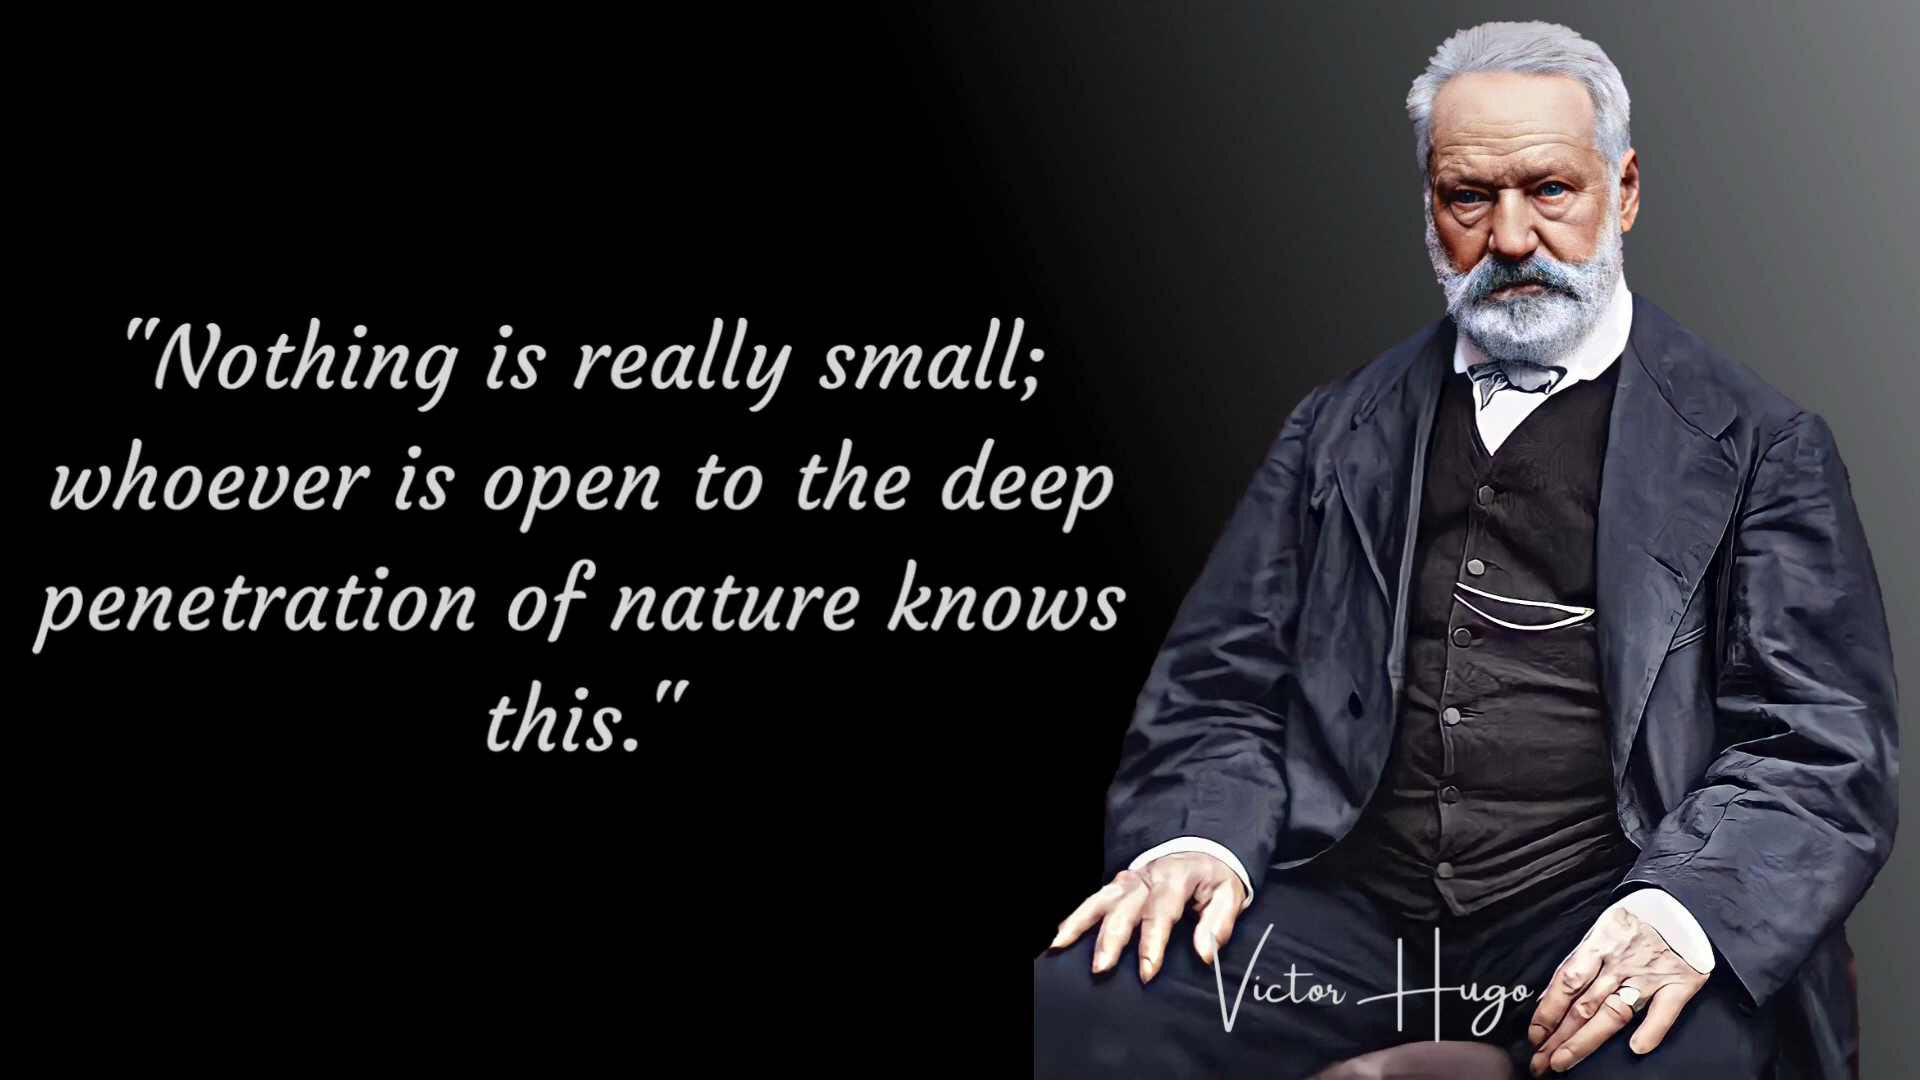 "Nothing is really small;
whoever is open to the deep
penetration of nature knows
this."
Victor Hugo